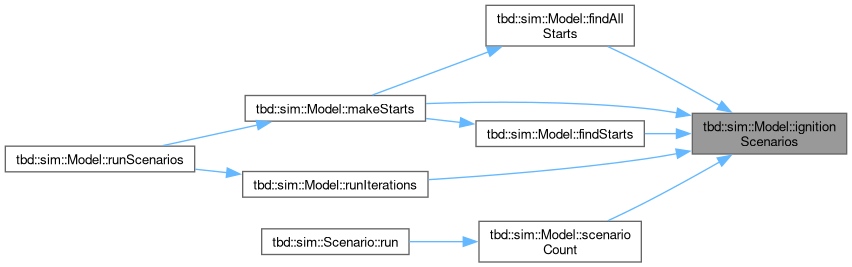 tbd::sim::Model::findAll
Starts
tbd::sim::Model::makeStarts
tbd::sim::Model::ignition
Scenarios
tbd::sim::Model::findStarts
tbd::sim::Model::runScenarios
tbd::sim::Model::runIterations
tbd::sim::Scenario::run
tbd::sim::Model::scenario
Count